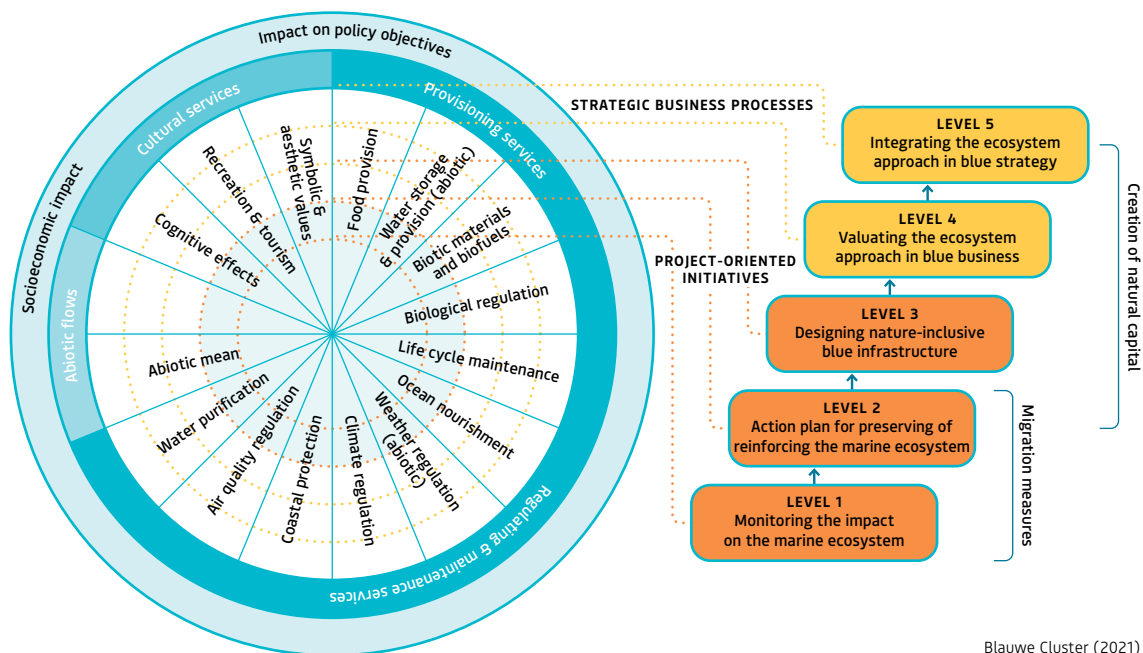 Impact on policy objectives
Socioeconomic impact
Cultural services
Provisioning services
Abiotic flows
Regulating & maintenance services
Symbolic &
aesthetic values
Food provision
Water storage
& provision (abiotic)
Biotic materials
and biofuels
Biological regulation
Life cycle maintenance
Ocean nourishment
Weather regulation
(abiotic)
Climate regulation
Coastal protection
Air quality regulation
Water purification
Abiotic mean
Cognitive effects
Recreation & tourism
STRATEGIC BUSINESS PROCESSES
PROJECT-ORIENTED
INITIATIVES
LEVEL 5
Integrating the ecosystem
approach in blue strategy
LEVEL 4
Valuating the ecosystem
approach in blue business
LEVEL 3
Designing nature-inclusive
blue infrastructure
LEVEL 2
Action plan for preserving of
reinforcing the marine ecosystem
LEVEL 1
Monitoring the impact
on the marine ecosystem
Creation of natural capital
Migration measures
Blauwe Cluster (2021)